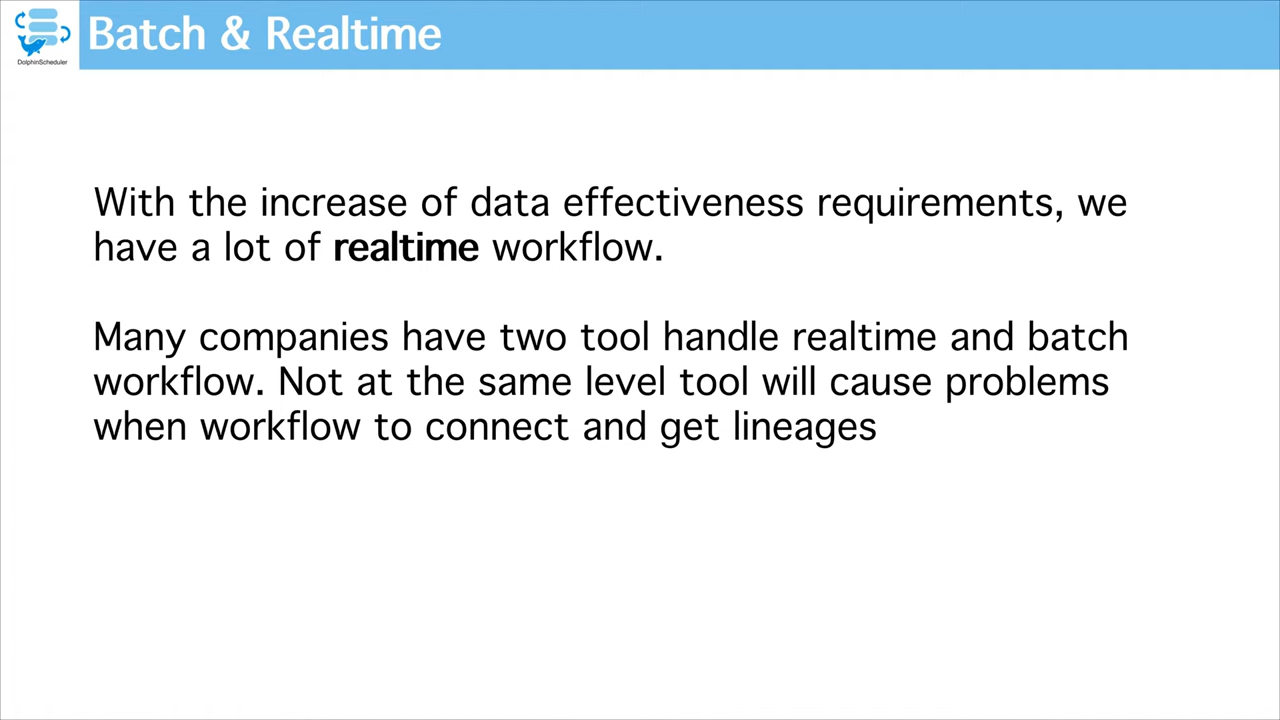 DolphinScheduler
Batch & Realtime
With the increase of data effectiveness requirements, we
have a lot of realtime workflow.
Many companies have two tool handle realtime and batch
workflow. Not at the same level tool will cause problems
when workflow to connect and get lineages